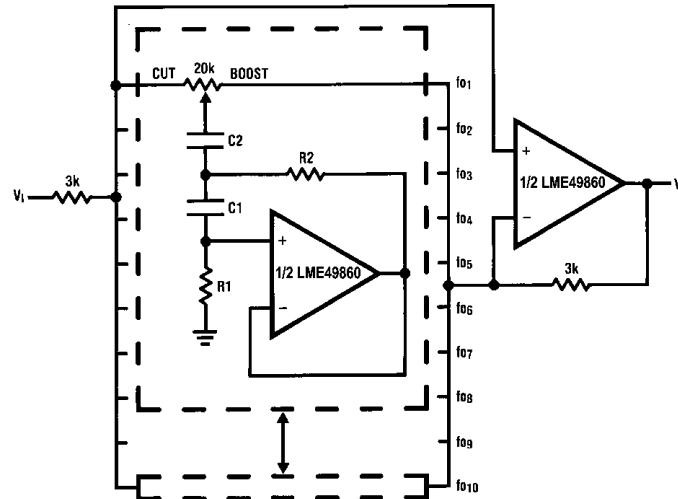 20k
CUT BOOST
fo1
C2
fo2
R2
fo3
+
1/2 LME49860
−
3k
VI
C1
fo4
+
1/2 LME49860
−
R1
fo5
3k
fo6
fo7
fo8
fo9
fo10